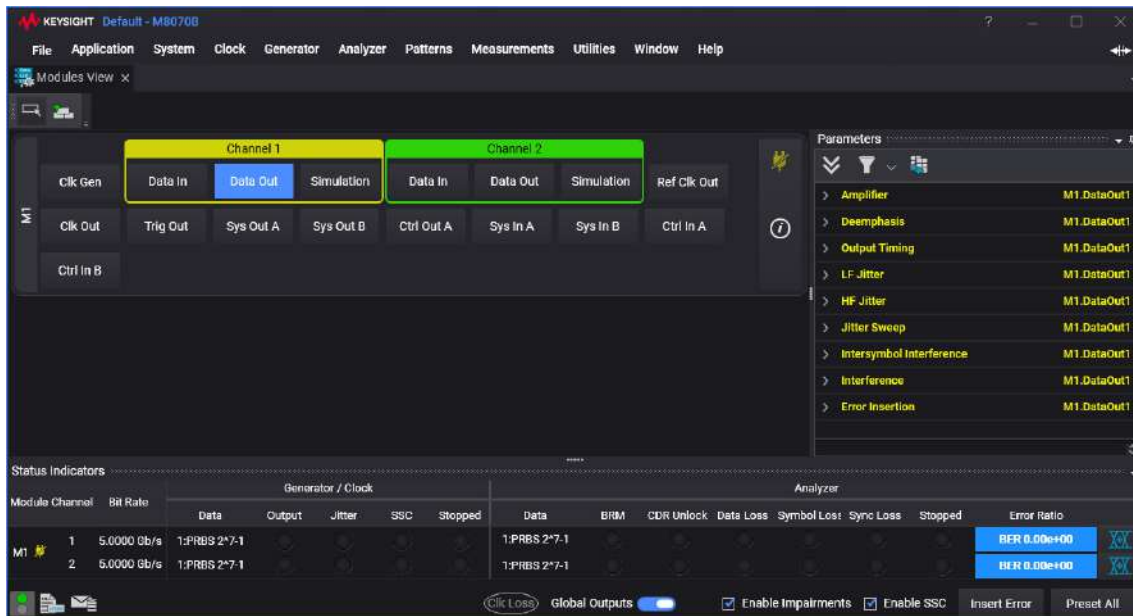 KEYSIGHT Default - M8070B ?
File Application System Clock Generator Analyzer Patterns Measurements Utilities Window Help
Modules View
Parameters
Channel 1 Channel 2
Clk Gen Data In Data Out Simulation Data In Data Out Simulation Ref Clk Out
M1
Clk Out Trig Out Sys Out A Sys Out B Ctrl Out A Sys In A Sys In B Ctrl In A
Ctrl In B
Amplifier M1.DataOut1
Deemphasis M1.DataOut1
Output Timing M1.DataOut1
LF Jitter M1.DataOut1
HF Jitter M1.DataOut1
Jitter Sweep M1.DataOut1
Intersymbol Interference M1.DataOut1
Interference M1.DataOut1
Error Insertion M1.DataOut1
Status Indicators
Generator / Clock Analyzer
Module Channel Bit Rate Data Output Jitter SSC Stopped Data BRM CDR Unlock Data Loss Symbol Loss Sync Loss Stopped Error Ratio
M1
1 5.0000 Gb/s 1:PRBS 2^7-1 1:PRBS 2^7-1 BER 0.00e+00
2 5.0000 Gb/s 1:PRBS 2^7-1 1:PRBS 2^7-1 BER 0.00e+00
Clk Loss Global Outputs Enable Impairments Enable SSC Insert Error Preset All